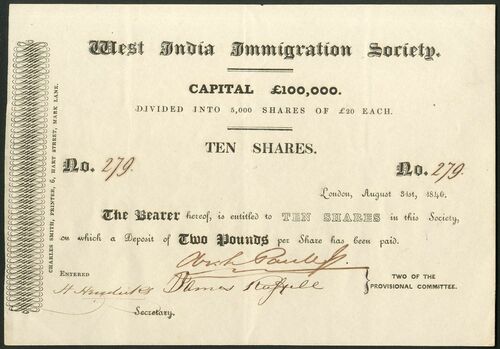 West India Immigration Society.
CAPITAL £100,000.
DIVIDED INTO 5,000 SHARES OF £20 EACH.
TEN SHARES.
No. 279. No. 279.
London, August 31st, 1846.
The Bearer hereof, is entitled to TEN SHARES in this Society,
on which a Deposit of Two Pounds per Share has been paid.
ENTERED
TWO OF THE
PROVISIONAL COMMITTEE.
James
Secretary.
CHARLES SMITH, PRINTER, 6, HART STREET, MARK LANE.